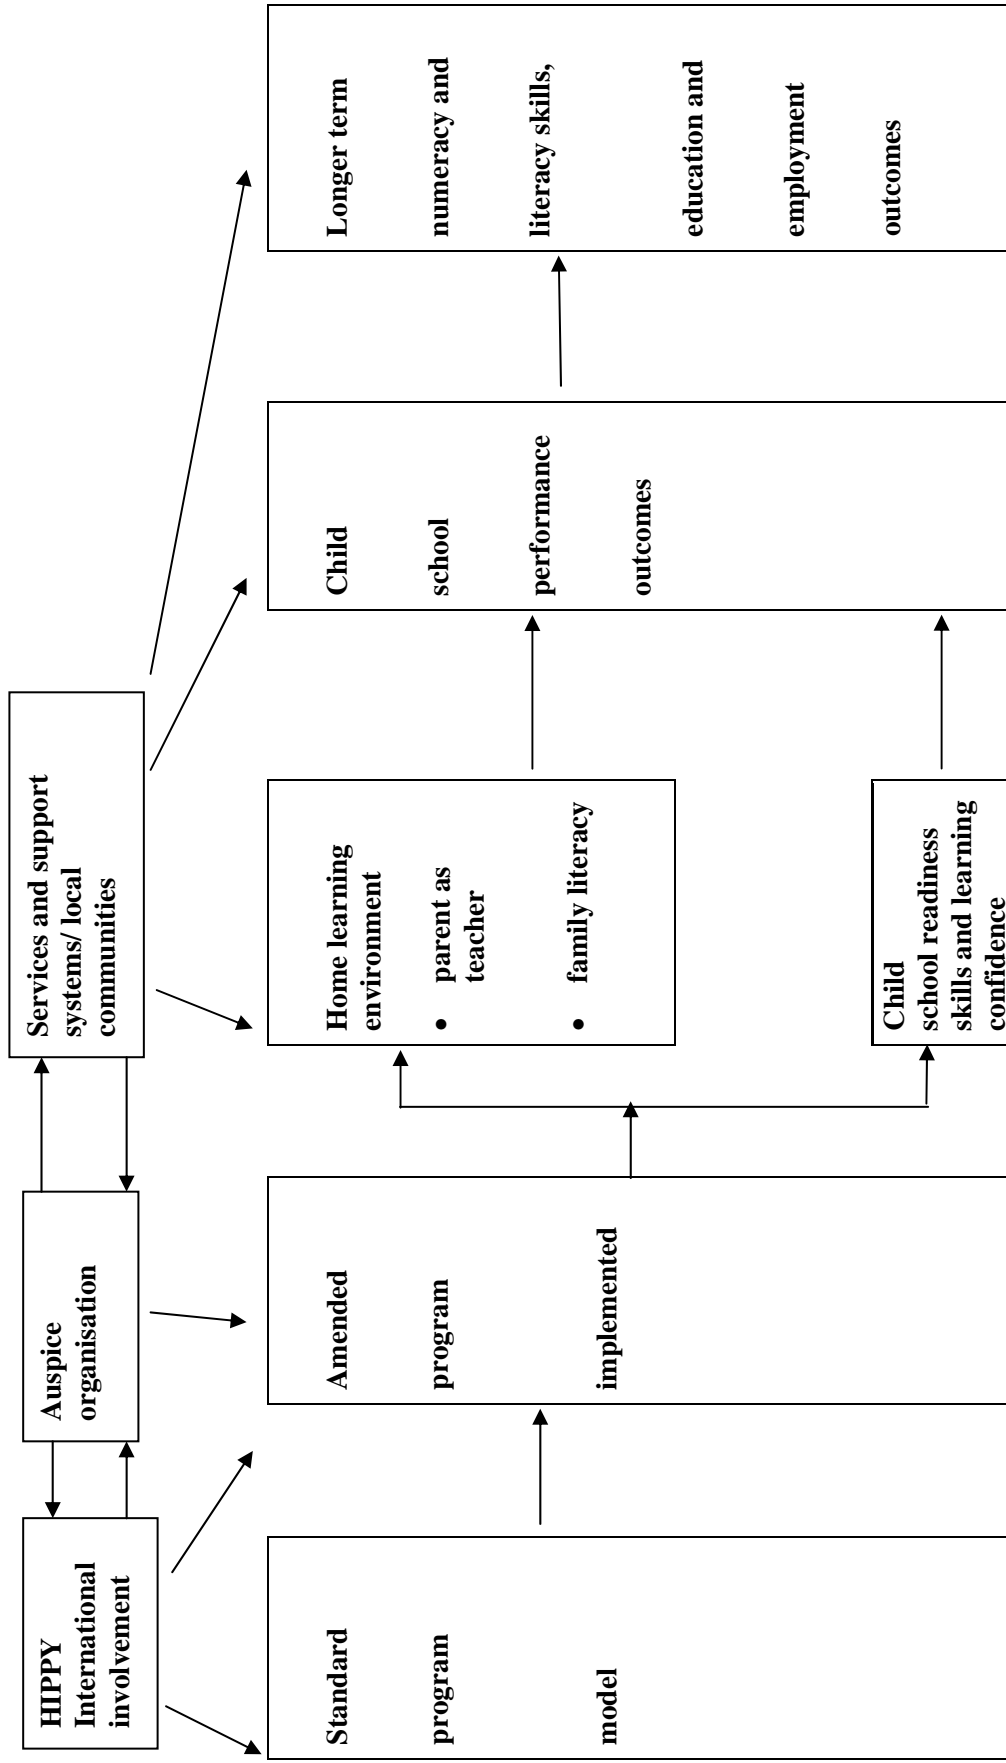 HIPPY
International
involvement
Auspice
organisation
Services and support
systems/ local
communities
Standard
program
model
Amended
program
implemented
Home learning
environment
• parent as
teacher
• family literacy
Child
school readiness
skills and learning
confidence
Child
school
performance
outcomes
Longer term
numeracy and
literacy skills,
education and
employment
outcomes